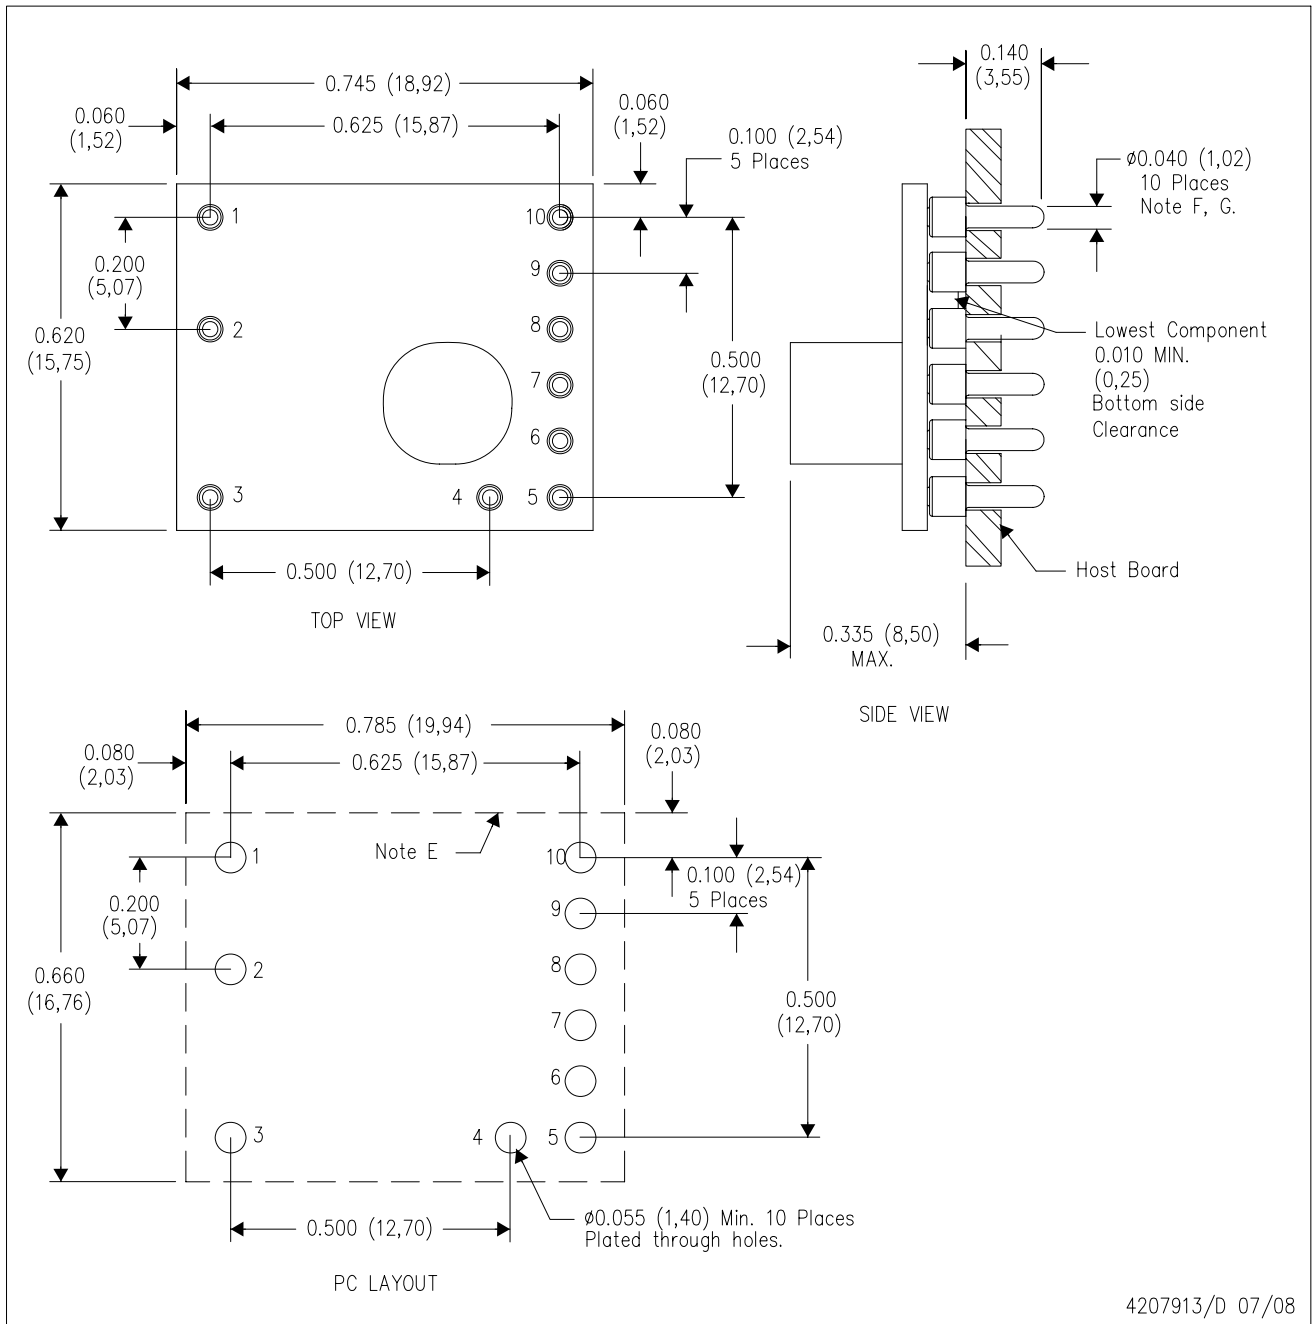 0.745 (18,92)
0.060
(1,52)
0.625 (15,87)
0.060
(1,52)
0.100 (2,54)
5 Places
1
10
0.200
(5,07)
9
2
8
0.620
(15,75)
0.500
(12,70)
7
6
3
4
5
0.500 (12,70)
TOP VIEW
0.140
(3,55)
ø0.040 (1,02)
10 Places
Note F, G.
Lowest Component
0.010 MIN.
(0,25)
Bottom side
Clearance
Host Board
0.335 (8,50)
MAX.
SIDE VIEW
0.785 (19,94)
0.080
(2,03)
0.625 (15,87)
0.080
(2,03)
Note E
1
10
0.100 (2,54)
5 Places
0.200
(5,07)
9
2
8
0.660
(16,76)
0.500
(12,70)
7
6
3
4
5
0.500 (12,70)
ø0.055 (1,40) Min. 10 Places
Plated through holes.
PC LAYOUT
4207913/D 07/08